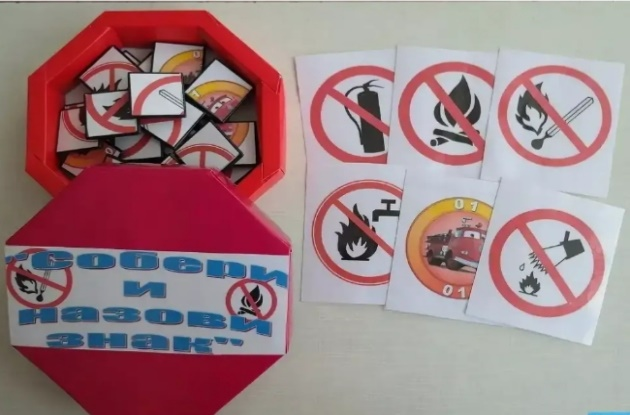 "Собери
и
назови
знак"
01
01